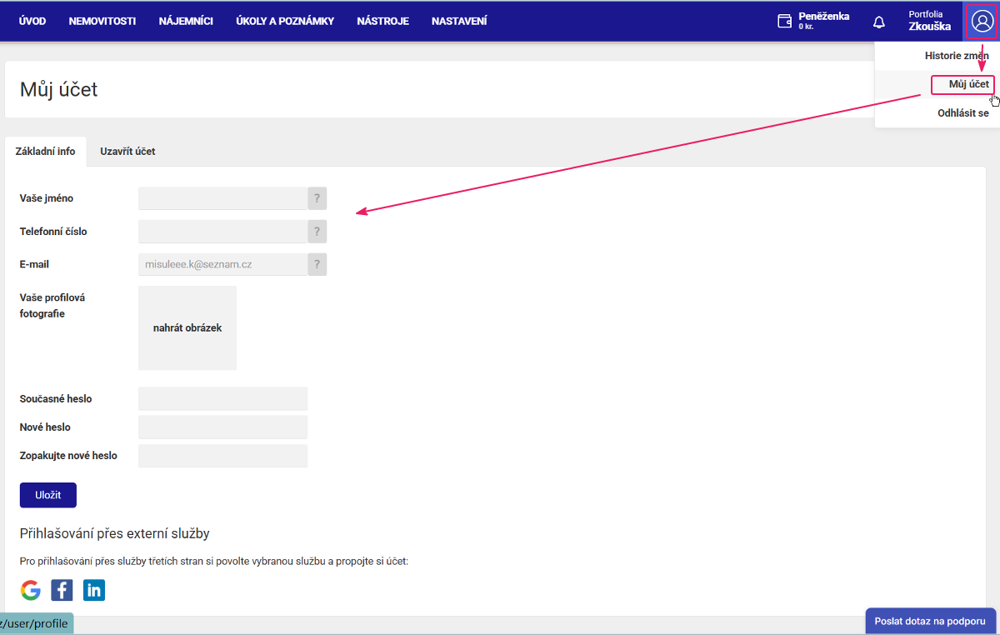 ÚVOD NEMOVITOSTI NÁJEMNÍCI ÚKOLY A POZNÁMKY NÁSTROJE NASTAVENÍ
Peněženka
0 kr.
Portfolia
Zkouška
Historie změn
Můj účet
Odhlásit se
Můj účet
Základní info Uzavřít účet
Vaše jméno ?
Telefonní číslo ?
E-mail misuleee.k@seznam.cz ?
Vaše profilová
fotografie
nahrát obrázek
Současné heslo
Nové heslo
Zopakujte nové heslo
Uložit
Přihlašování přes externí služby
Pro přihlašování přes služby třetích stran si povolte vybranou službu a propojte si účet:
G f in
z/user/profile
Poslat dotaz na podporu